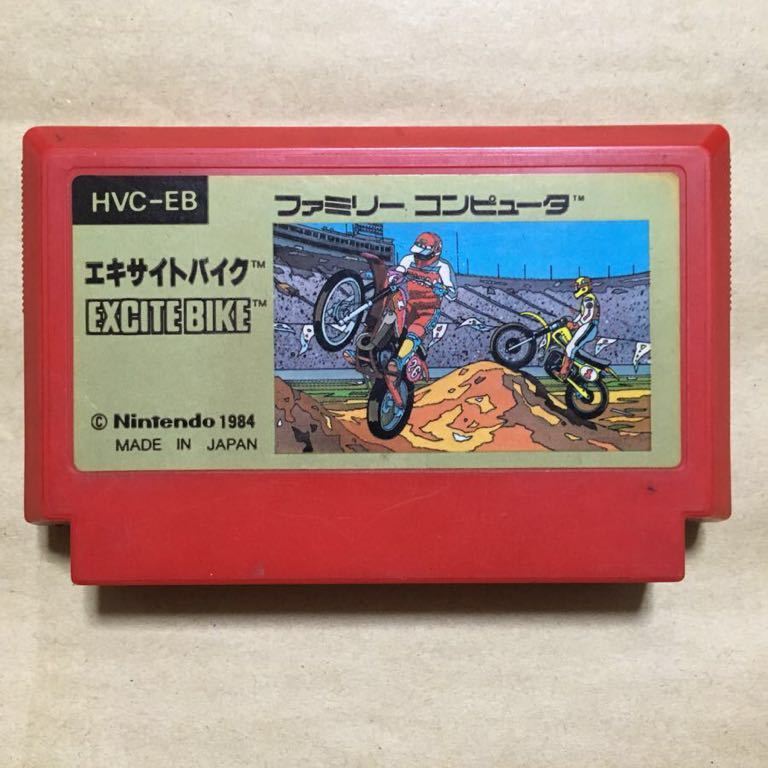 HVC-EB
ファミリー コンピュータ™
エキサイトバイク™
EXCITEBIKE™
© Nintendo 1984
MADE IN JAPAN